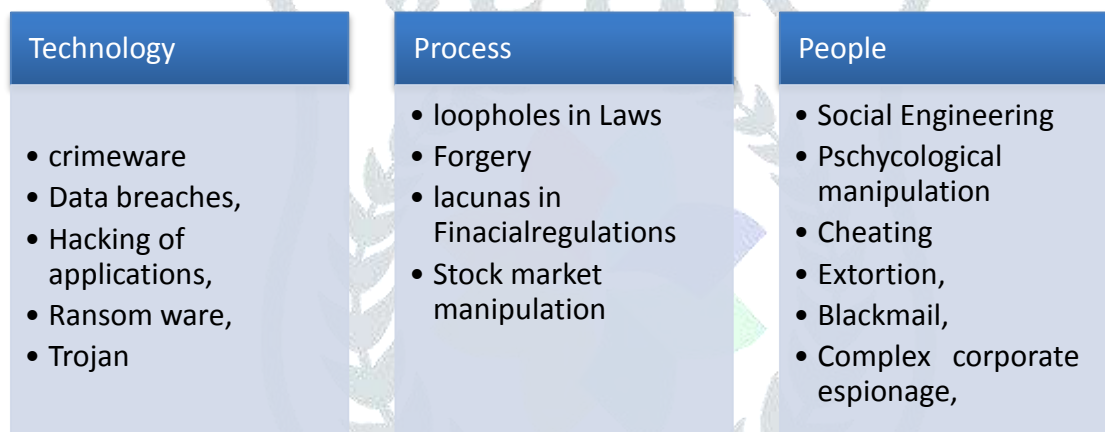 Technology
• crimeware
• Data breaches,
• Hacking of
applications,
• Ransom ware,
• Trojan
Process
• loopholes in Laws
• Forgery
• lacunas in
Finacialregulations
• Stock market
manipulation
People
• Social Engineering
• Pschycological
manipulation
• Cheating
• Extortion,
• Blackmail,
• Complex corporate
espionage,